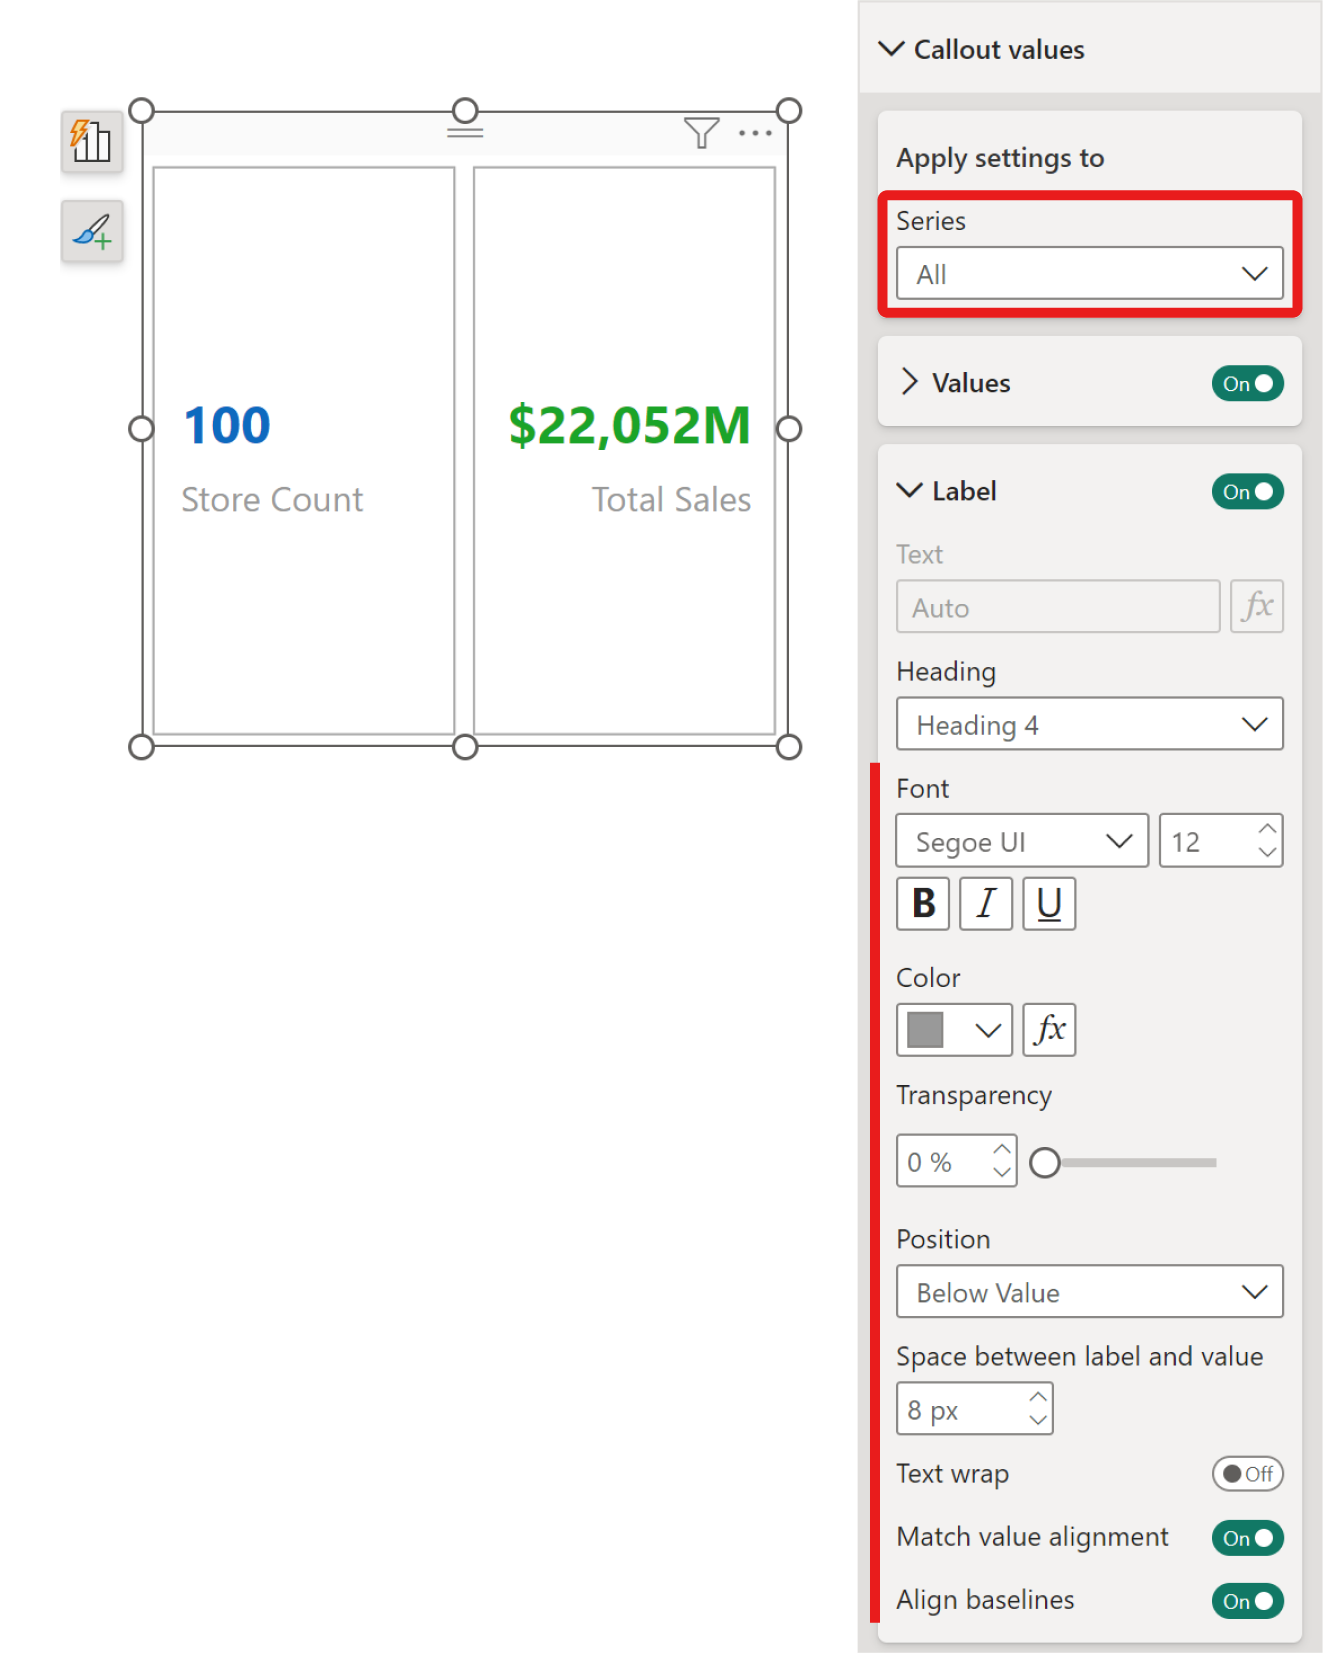 100
Store Count
$22,052M
Total Sales
Callout values
Apply settings to
Series
All
Values On
Label On
Text
Auto fx
Heading
Heading 4
Font
Segoe UI 12
B I U
Color
fx
Transparency
0 %
Position
Below Value
Space between label and value
8 px
Text wrap Off
Match value alignment On
Align baselines On